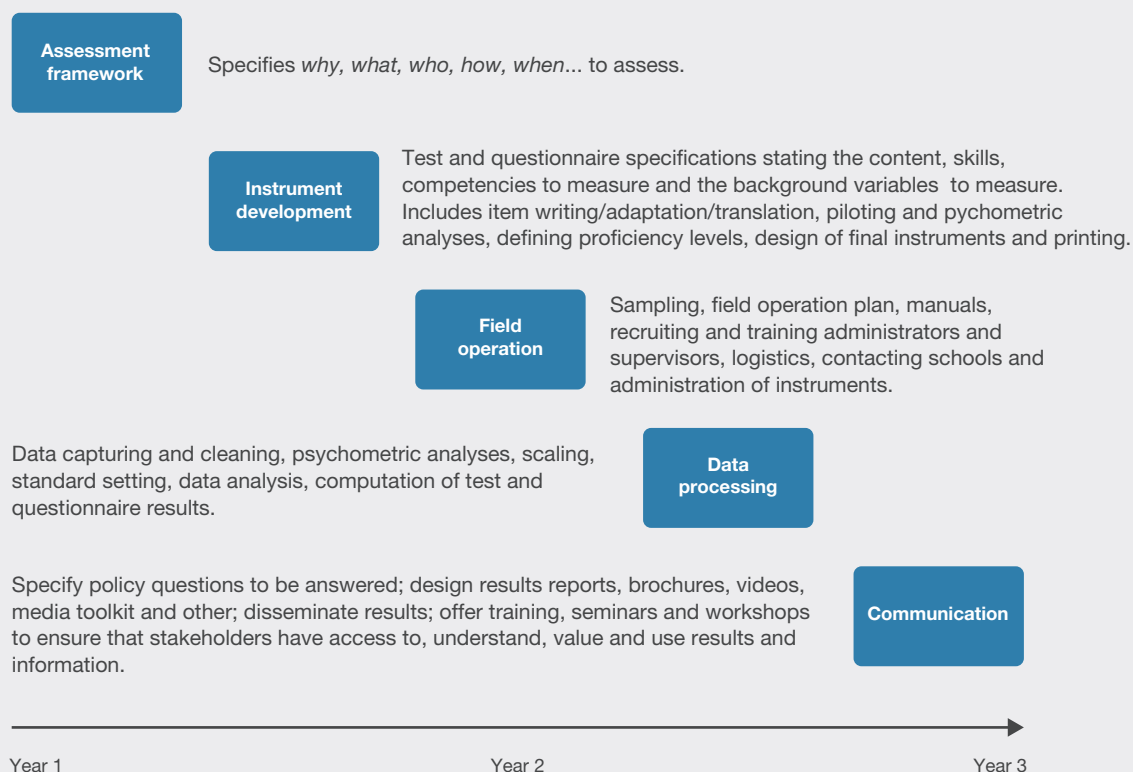 Assessment
framework
Specifies why, what, who, how, when... to assess.
Instrument
development
Test and questionnaire specifications stating the content, skills,
competencies to measure and the background variables to measure.
Includes item writing/adaptation/translation, piloting and pychometric
analyses, defining proficiency levels, design of final instruments and printing.
Field
operation
Sampling, field operation plan, manuals,
recruiting and training administrators and
supervisors, logistics, contacting schools and
administration of instruments.
Data capturing and cleaning, psychometric analyses, scaling,
standard setting, data analysis, computation of test and
questionnaire results.
Data
processing
Specify policy questions to be answered; design results reports, brochures, videos,
media toolkit and other; disseminate results; offer training, seminars and workshops
to ensure that stakeholders have access to, understand, value and use results and
information.
Communication
Year 1
Year 2
Year 3